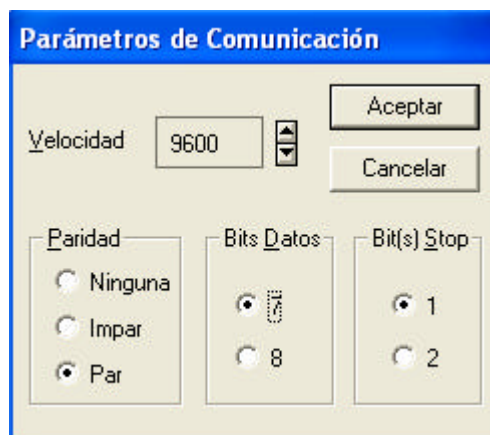 Parámetros de Comunicación
Velocidad
9600
Aceptar
Cancelar
Paridad
Ninguna
Impar
Par
Bits Datos
7
8
Bit(s) Stop
1
2